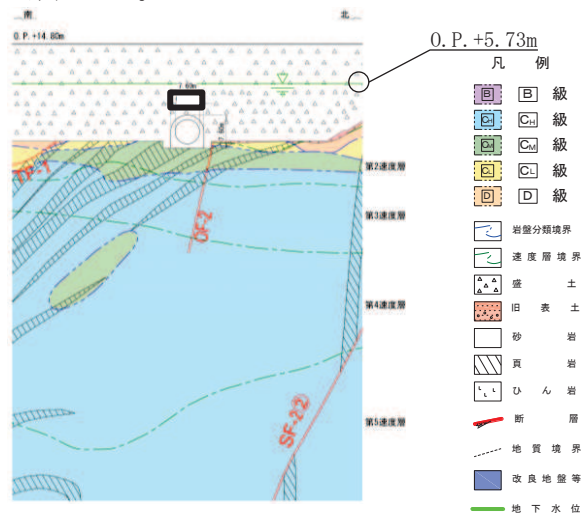 南 北
O.P.+14.80m
O.P.+5.73m
凡 例
B B 級
CH CH 級
CM CM 級
CL CL 級
D D 級
岩盤分類境界
速度層境界
盛 土
旧 表 土
砂 岩
頁 岩
ひ ん 岩
断 層
地 質 境 界
改 良 地 盤 等
地 下 水 位
第2速度層
第3速度層
第4速度層
第5速度層
TF-1
OF-2
SF-2②